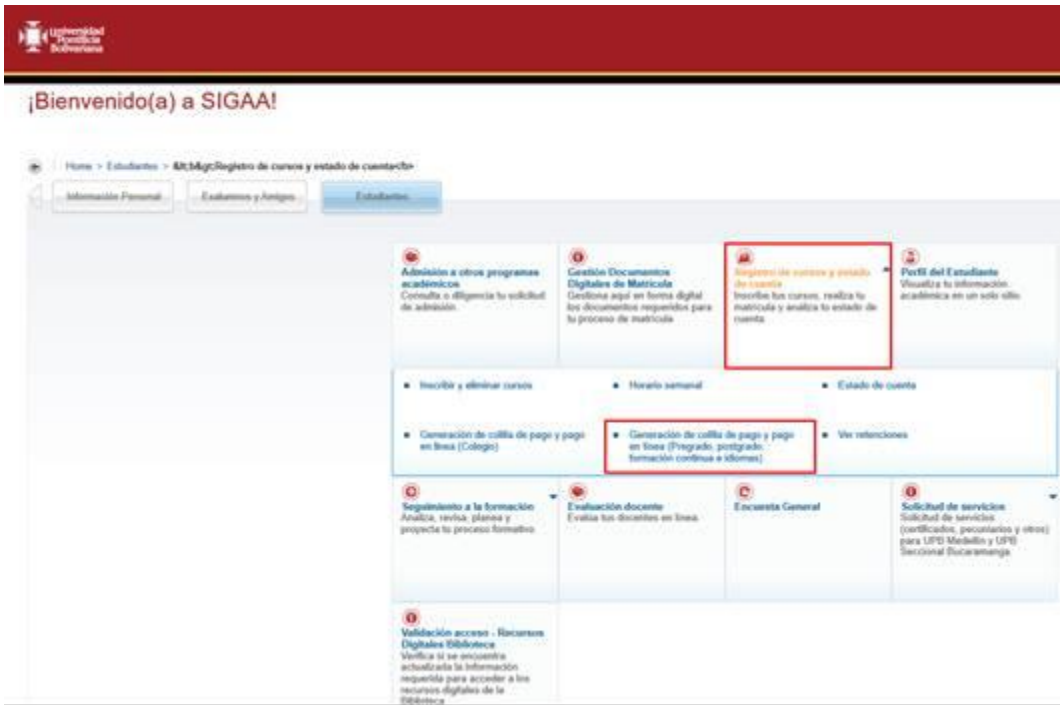 Universidad
Pontificia
Bolivariana
¡Bienvenido(a) a SIGAA!
Home > Estudiantes > &lt;b&gt;Registro de cursos y estado de cuenta</b>
Información Personal
Exalumnos y Amigos
Estudiantes
Admisión a otros programas
académicos
Consulta o diligencia tu solicitud
de admisión.
Gestión Documentos
Digitales de Matrícula
Gestiona aquí en forma digital
los documentos requeridos para
tu proceso de matrícula
Registro de cursos y estado
de cuenta
Inscribe tus cursos, realiza tu
matrícula y analiza tu estado de
cuenta.
Perfil del Estudiante
Visualiza tu información
académica en un solo sitio.
Inscribir y eliminar cursos
Horario semanal
Estado de cuenta
Generación de colilla de pago y pago
en línea (Colegio)
Generación de colilla de pago y pago
en línea (Pregrado, postgrado,
formación continua e idiomas)
Ver retenciones
Seguimiento a la formación
Analiza, revisa, planea y
proyecta tu proceso formativo.
Evaluación docente
Evalúa tus docentes en línea.
Encuesta General
Solicitud de servicios
Solicitud de servicios
(certificados, pecuniarios y otros)
para UPB Medellín y UPB
Seccional Bucaramanga
Validación acceso - Recursos
Digitales Biblioteca
Verifica si se encuentra
actualizada la información
requerida para acceder a los
recursos digitales de la
Biblioteca